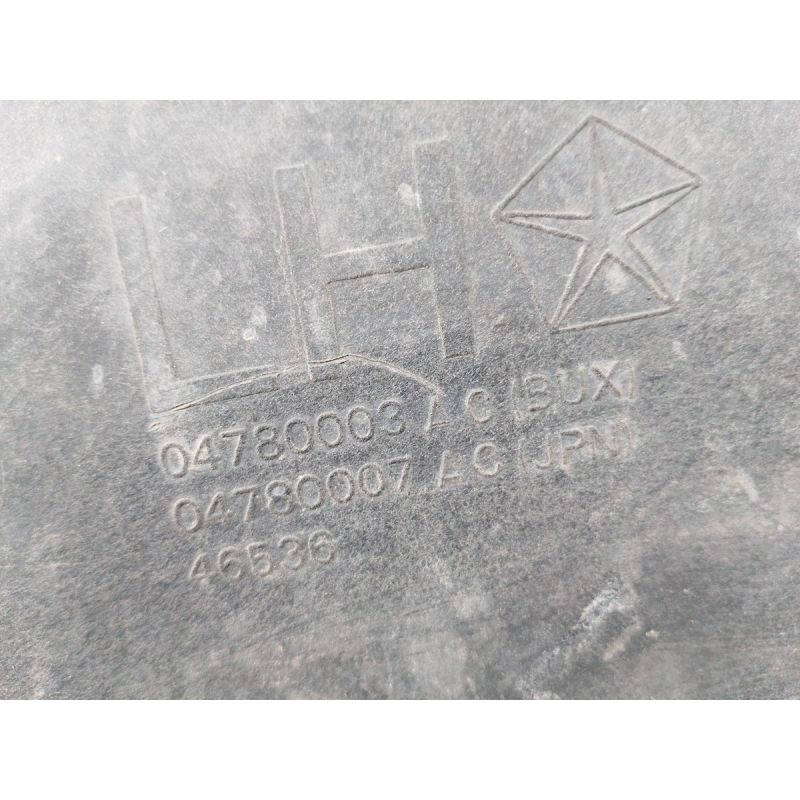 LH
04780003 AC (BUX)
04780007 AC (JPN)
46536